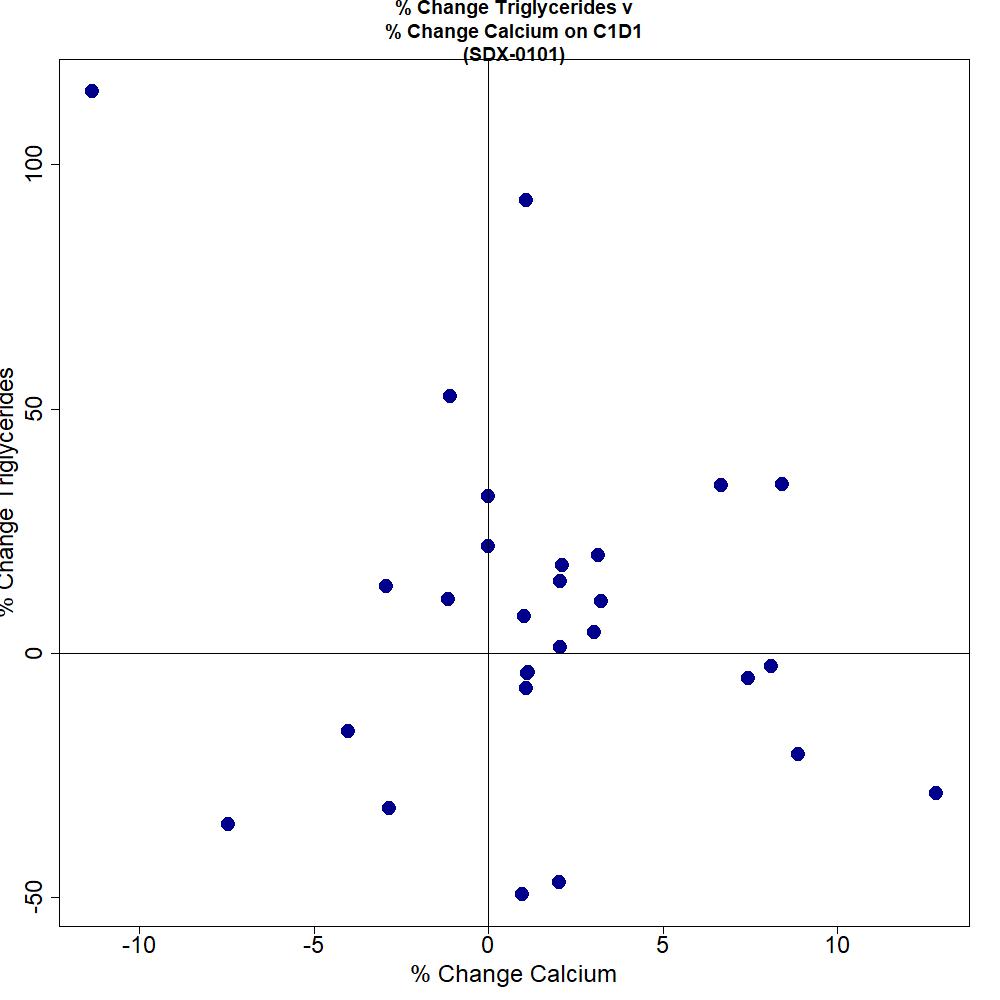 % Change Triglycerides v
% Change Calcium on C1D1
(SDX-0101)
% Change Triglycerides
100
50
0
-50
-10
-5
0
5
10
% Change Calcium